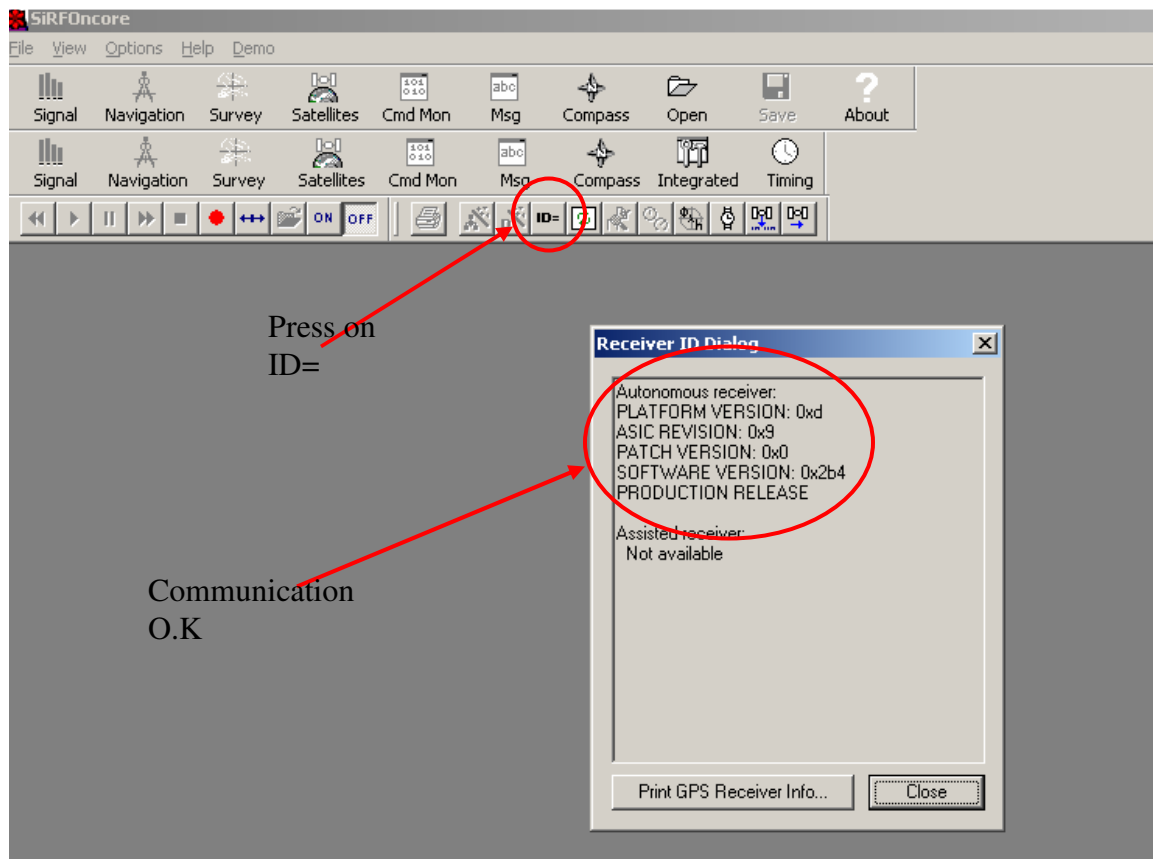 SiRFOncore
File View Options Help Demo
Signal Navigation Survey Satellites Cmd Mon Msg Compass Open Save About
Signal Navigation Survey Satellites Cmd Mon Msg Compass Integrated Timing
ON OFF ID=
Press on
ID=
Receiver ID Dialog
Autonomous receiver:
PLATFORM VERSION: 0xd
ASIC REVISION: 0x9
PATCH VERSION: 0x0
SOFTWARE VERSION: 0x2b4
PRODUCTION RELEASE
Assisted receiver:
Not available
Communication
O.K
Print GPS Receiver Info... Close